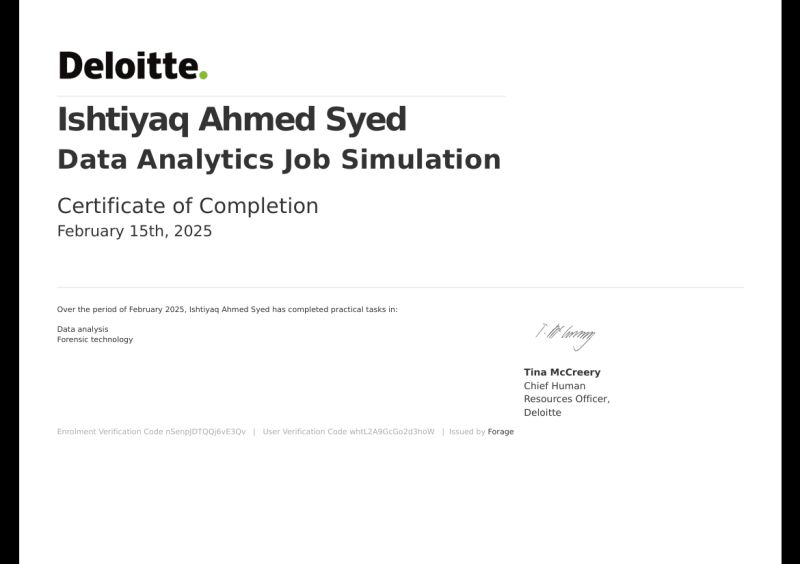 Deloitte.
Ishtiyaq Ahmed Syed
Data Analytics Job Simulation
Certificate of Completion
February 15th, 2025
Over the period of February 2025, Ishtiyaq Ahmed Syed has completed practical tasks in:
Data analysis
Forensic technology
Tina McCreery
Chief Human
Resources Officer,
Deloitte
Enrolment Verification Code nSenpJDTQQj6vE3Qv | User Verification Code whtL2A9GcGo2d3hoW | Issued by Forage